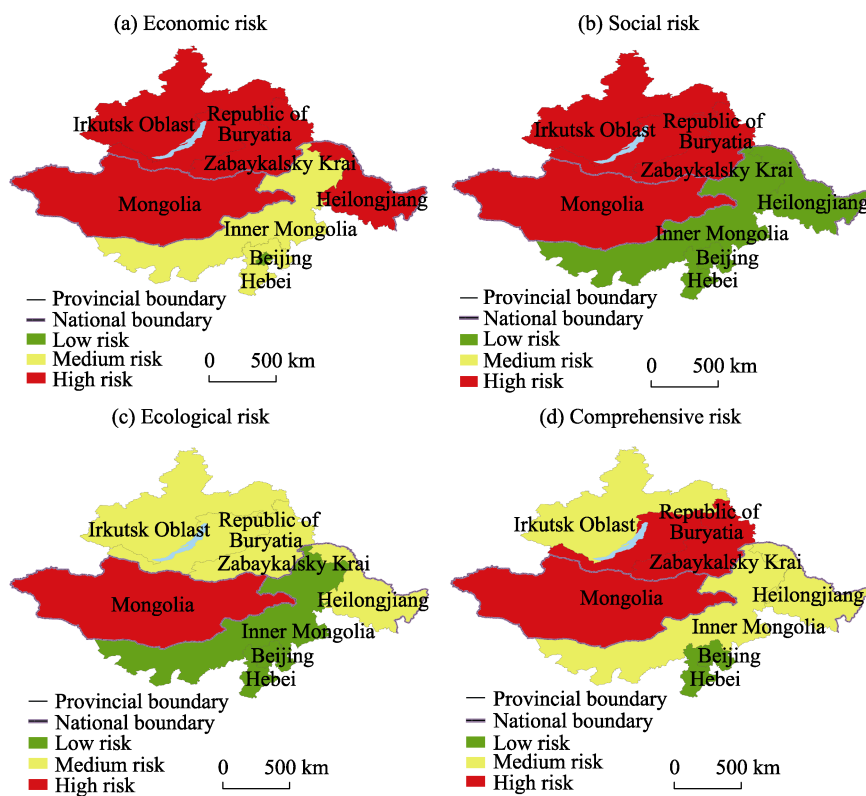 (a) Economic risk
Irkutsk Oblast
Republic of
Buryatia
Zabaykalsky Krai
Mongolia
Heilongjiang
Inner Mongolia
Beijing
Hebei
Provincial boundary
National boundary
Low risk
Medium risk
High risk
0 500 km
(b) Social risk
Irkutsk Oblast
Republic of
Buryatia
Zabaykalsky Krai
Mongolia
Heilongjiang
Inner Mongolia
Beijing
Hebei
Provincial boundary
National boundary
Low risk
Medium risk
High risk
0 500 km
(c) Ecological risk
Irkutsk Oblast
Republic of
Buryatia
Zabaykalsky Krai
Mongolia
Heilongjiang
Inner Mongolia
Beijing
Hebei
Provincial boundary
National boundary
Low risk
Medium risk
High risk
0 500 km
(d) Comprehensive risk
Irkutsk Oblast
Republic of
Buryatia
Zabaykalsky Krai
Mongolia
Heilongjiang
Inner Mongolia
Beijing
Hebei
Provincial boundary
National boundary
Low risk
Medium risk
High risk
0 500 km